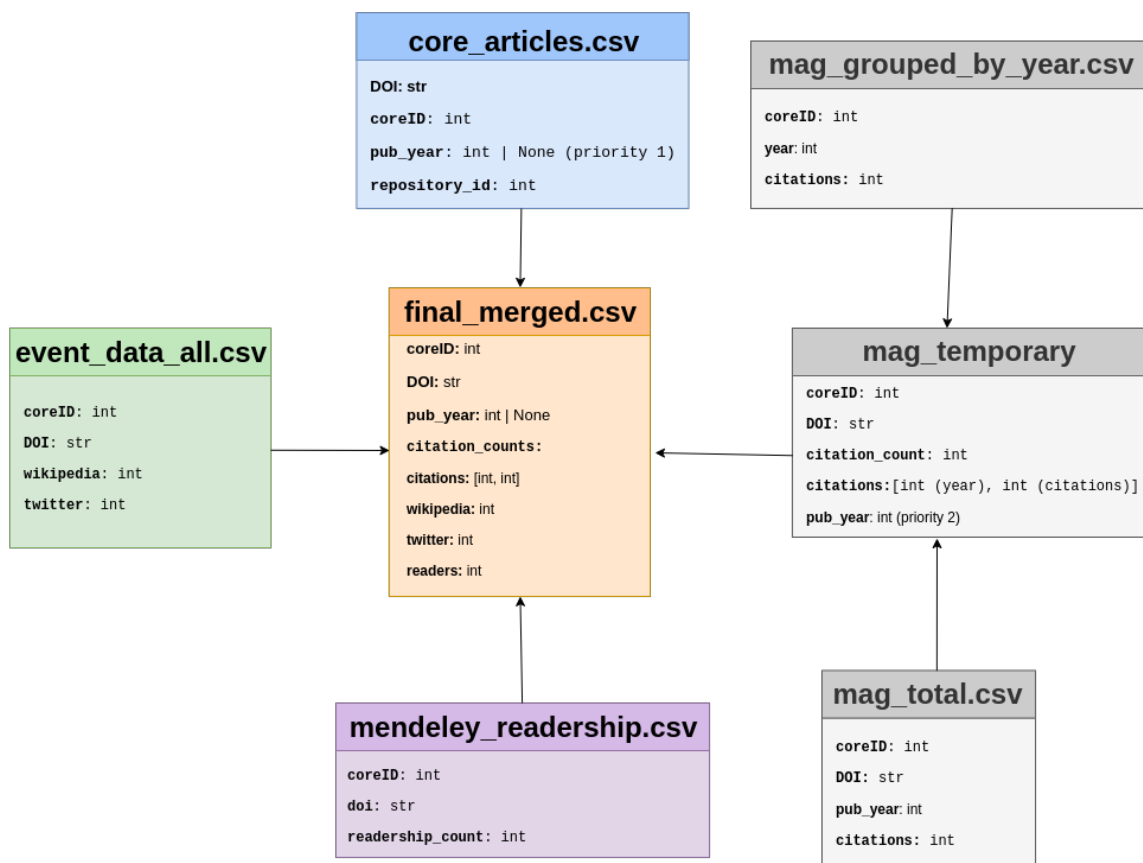 core_articles.csv
DOI: str
coreID: int
pub_year: int | None (priority 1)
repository_id: int
mag_grouped_by_year.csv
coreID: int
year: int
citations: int
event_data_all.csv
coreID: int
DOI: str
wikipedia: int
twitter: int
final_merged.csv
coreID: int
DOI: str
pub_year: int | None
citation_counts:
citations: [int, int]
wikipedia: int
twitter: int
readers: int
mag_temporary
coreID: int
DOI: str
citation_count: int
citations:[int (year), int (citations)]
pub_year: int (priority 2)
mendeley_readership.csv
coreID: int
doi: str
readership_count: int
mag_total.csv
coreID: int
DOI: str
pub_year: int
citations: int